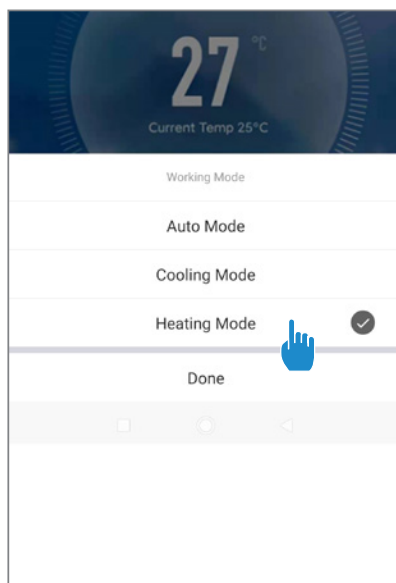 27 °C
Current Temp 25°C
Working Mode
Auto Mode
Cooling Mode
Heating Mode
Done